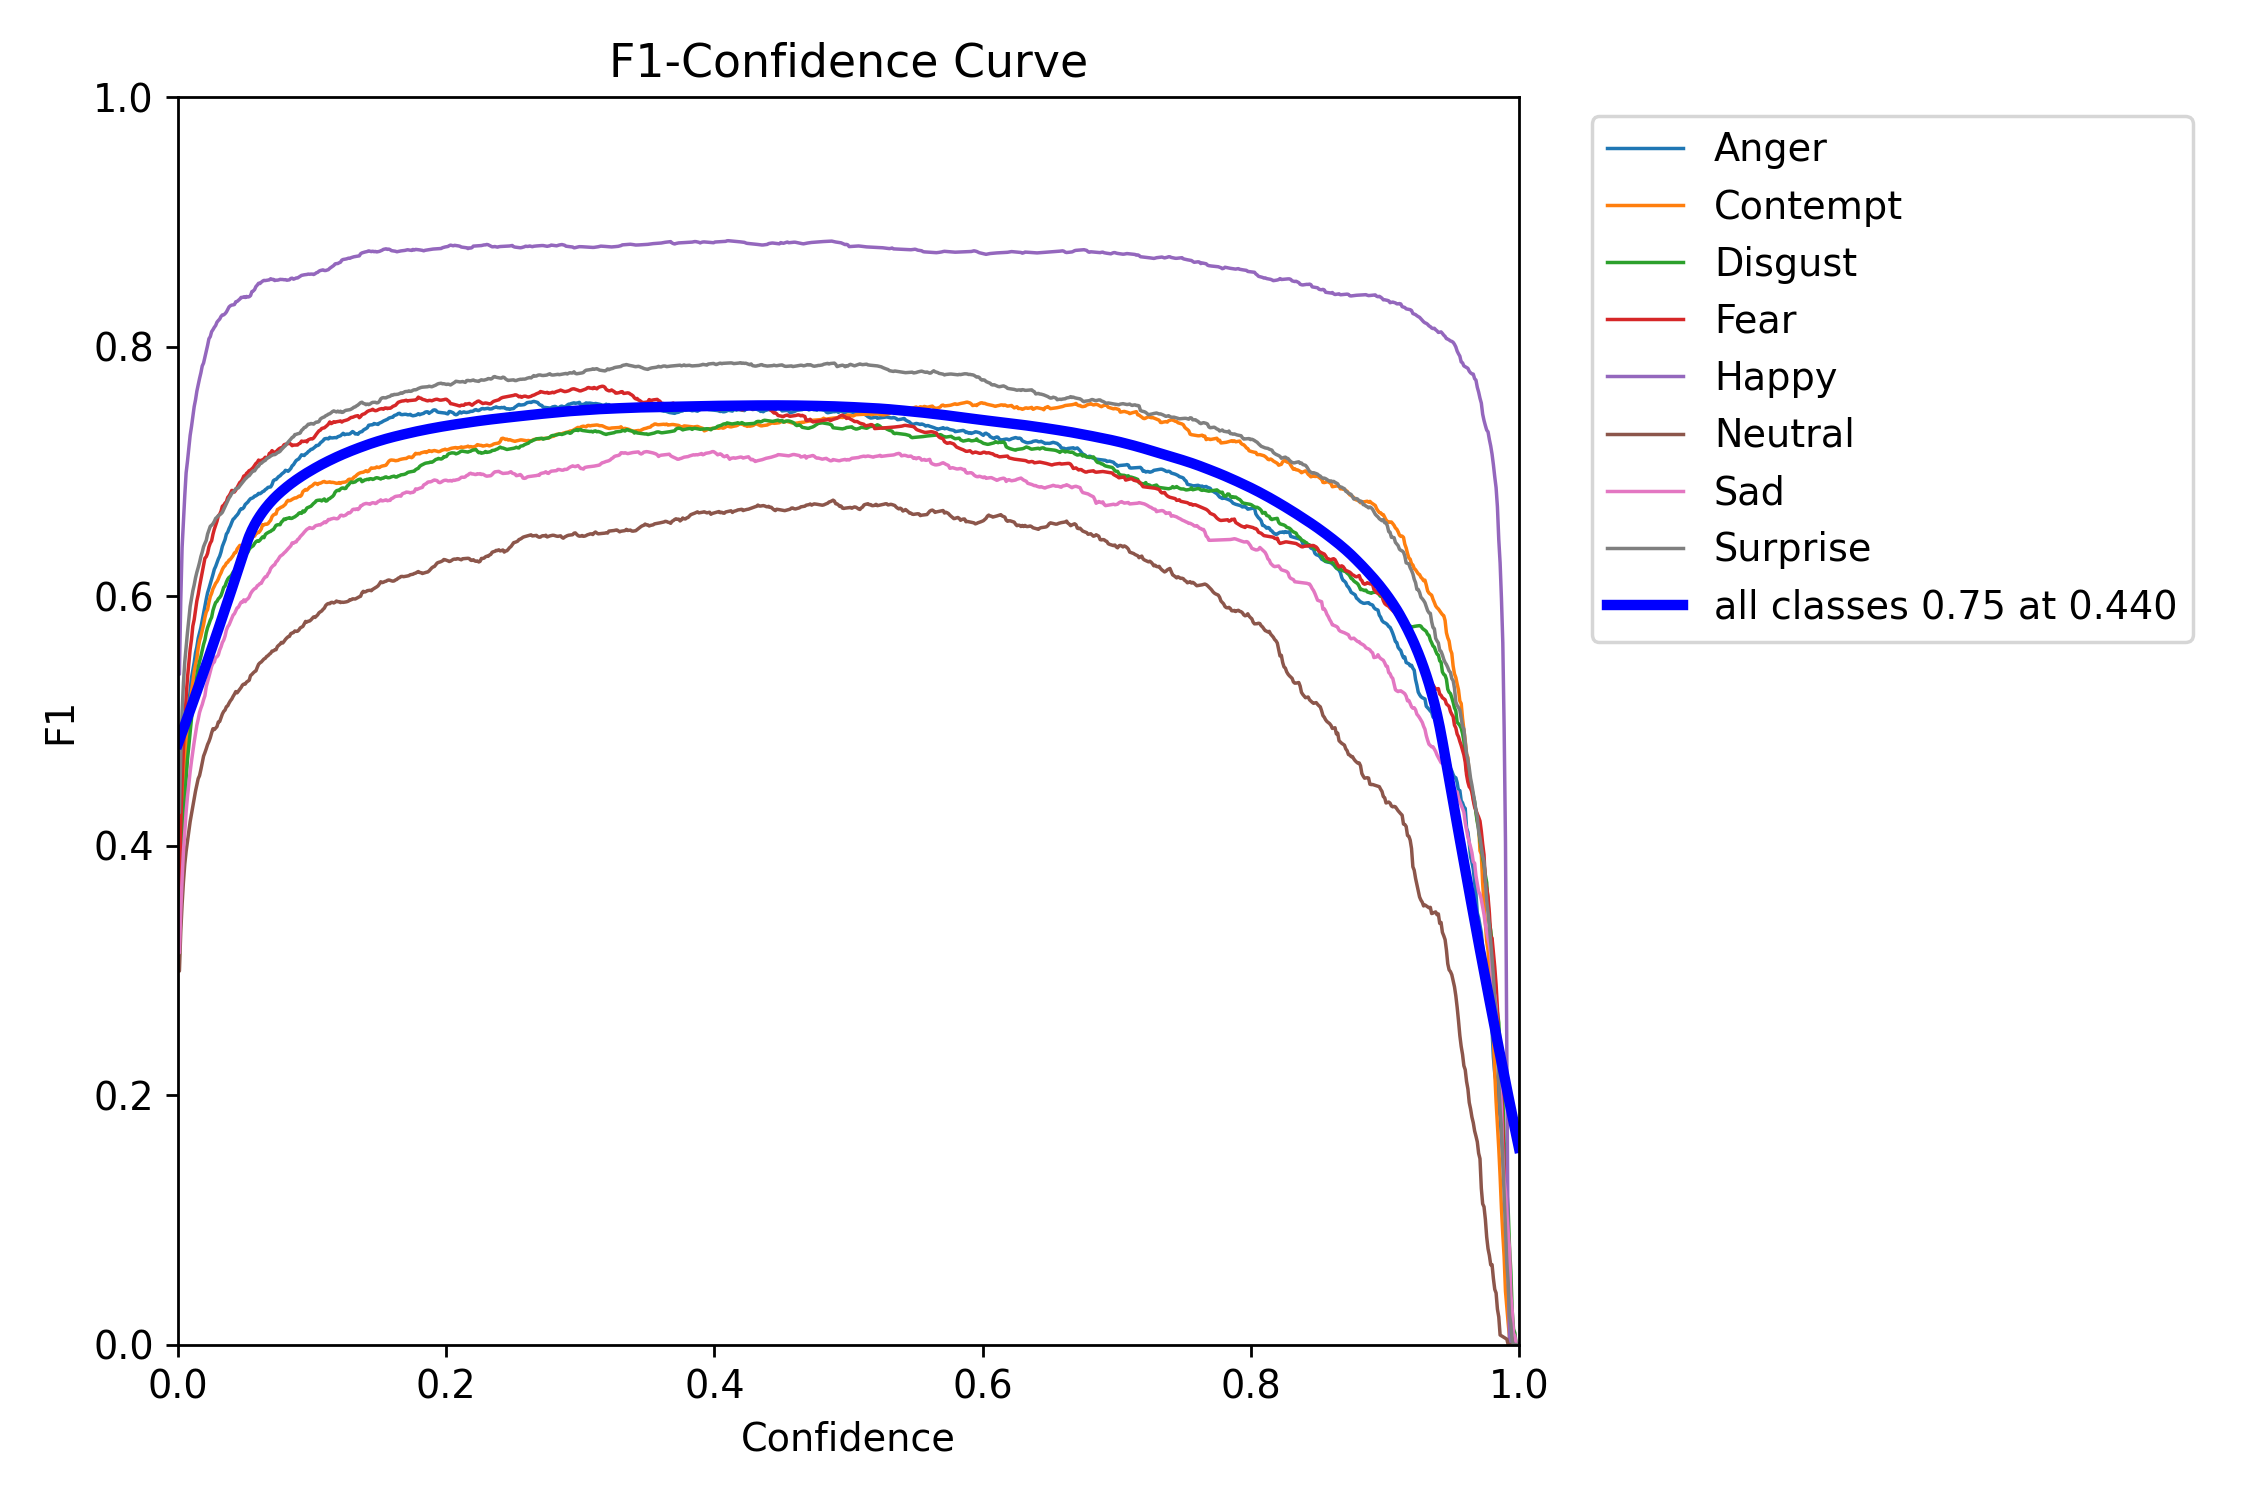 F1-Confidence Curve
1.0
0.8
0.6
0.4
0.2
0.0
F1
0.0 0.2 0.4 0.6 0.8 1.0
Confidence
Anger
Contempt
Disgust
Fear
Happy
Neutral
Sad
Surprise
all classes 0.75 at 0.440